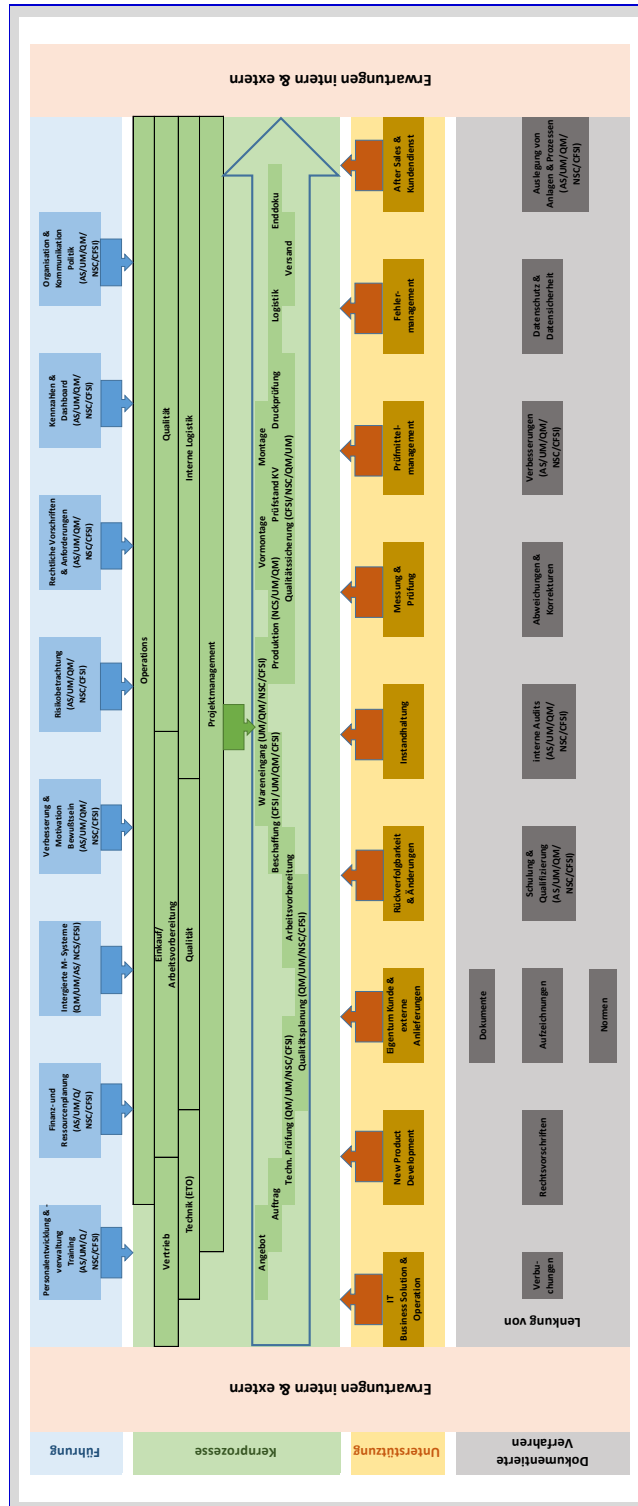 Führung
Personalentwicklung & -
verwaltung
Training
(AS/UM/Q/
NSC/CFSI)
Finanz- und
Ressourcenplanung
(AS/UM/Q/
NSC/CFSI)
Intergierte M- Systeme
(QM/UM/AS/ NCS/CFSI)
Verbesserung &
Motivation
Bewußtsein
(AS/UM/QM/
NSC/CFSI)
Risikobetrachtung
(AS/UM/QM/
NSC/CFSI)
Rechtliche Vorschriften
& Anforderungen
(AS/UM/QM/
NSC/CFSI)
Kennzahlen &
Dashboard
(AS/UM/QM/
NSC/CFSI)
Organisation &
Kommunikation
Politik
(AS/UM/QM/
NSC/CFSI)
Kernprozesse
Erwartungen intern & extern
Operations
Vertrieb
Einkauf/
Arbeitsvorbereitung
Qualität
Technik (ETO)
Qualität
Interne Logistik
Projektmanagement
Angebot
Auftrag
Techn. Prüfung (QM/UM/NSC/CFSI)
Qualitätsplanung (QM/UM/NSC/CFSI)
Arbeitsvorbereitung
Beschaffung (CFSI /UM/QM/CFSI)
Wareneingang (UM/QM/NSC/CFSI)
Produktion (NCS/UM/QM)
Vormontage
Montage
Prüfstand KV
Druckprüfung
Qualitätssicherung (CFSI/NSC/QM/UM)
Logistik
Enddoku
Versand
Erwartungen intern & extern
Unterstützung
IT
Business Solution &
Operation
New Product
Development
Eigentum Kunde &
externe
Anlieferungen
Rückverfolgbarkeit
& Änderungen
Instandhaltung
Messung &
Prüfung
Prüfmittel-
management
Fehler-
management
After Sales &
Kundendienst
Dokumentierte
Verfahren
Lenkung von
Verbu-
chungen
Rechtsvorschriften
Dokumente
Aufzeichnungen
Normen
Schulung &
Qualifizierung
(AS/UM/QM/
NSC/CFSI)
interne Audits
(AS/UM/QM/
NSC/CFSI)
Abweichungen &
Korrekturen
Verbesserungen
(AS/UM/QM/
NSC/CFSI)
Datenschutz &
Datensicherheit
Auslegung von
Anlagen & Prozessen
(AS/UM/QM/
NSC/CFSI)